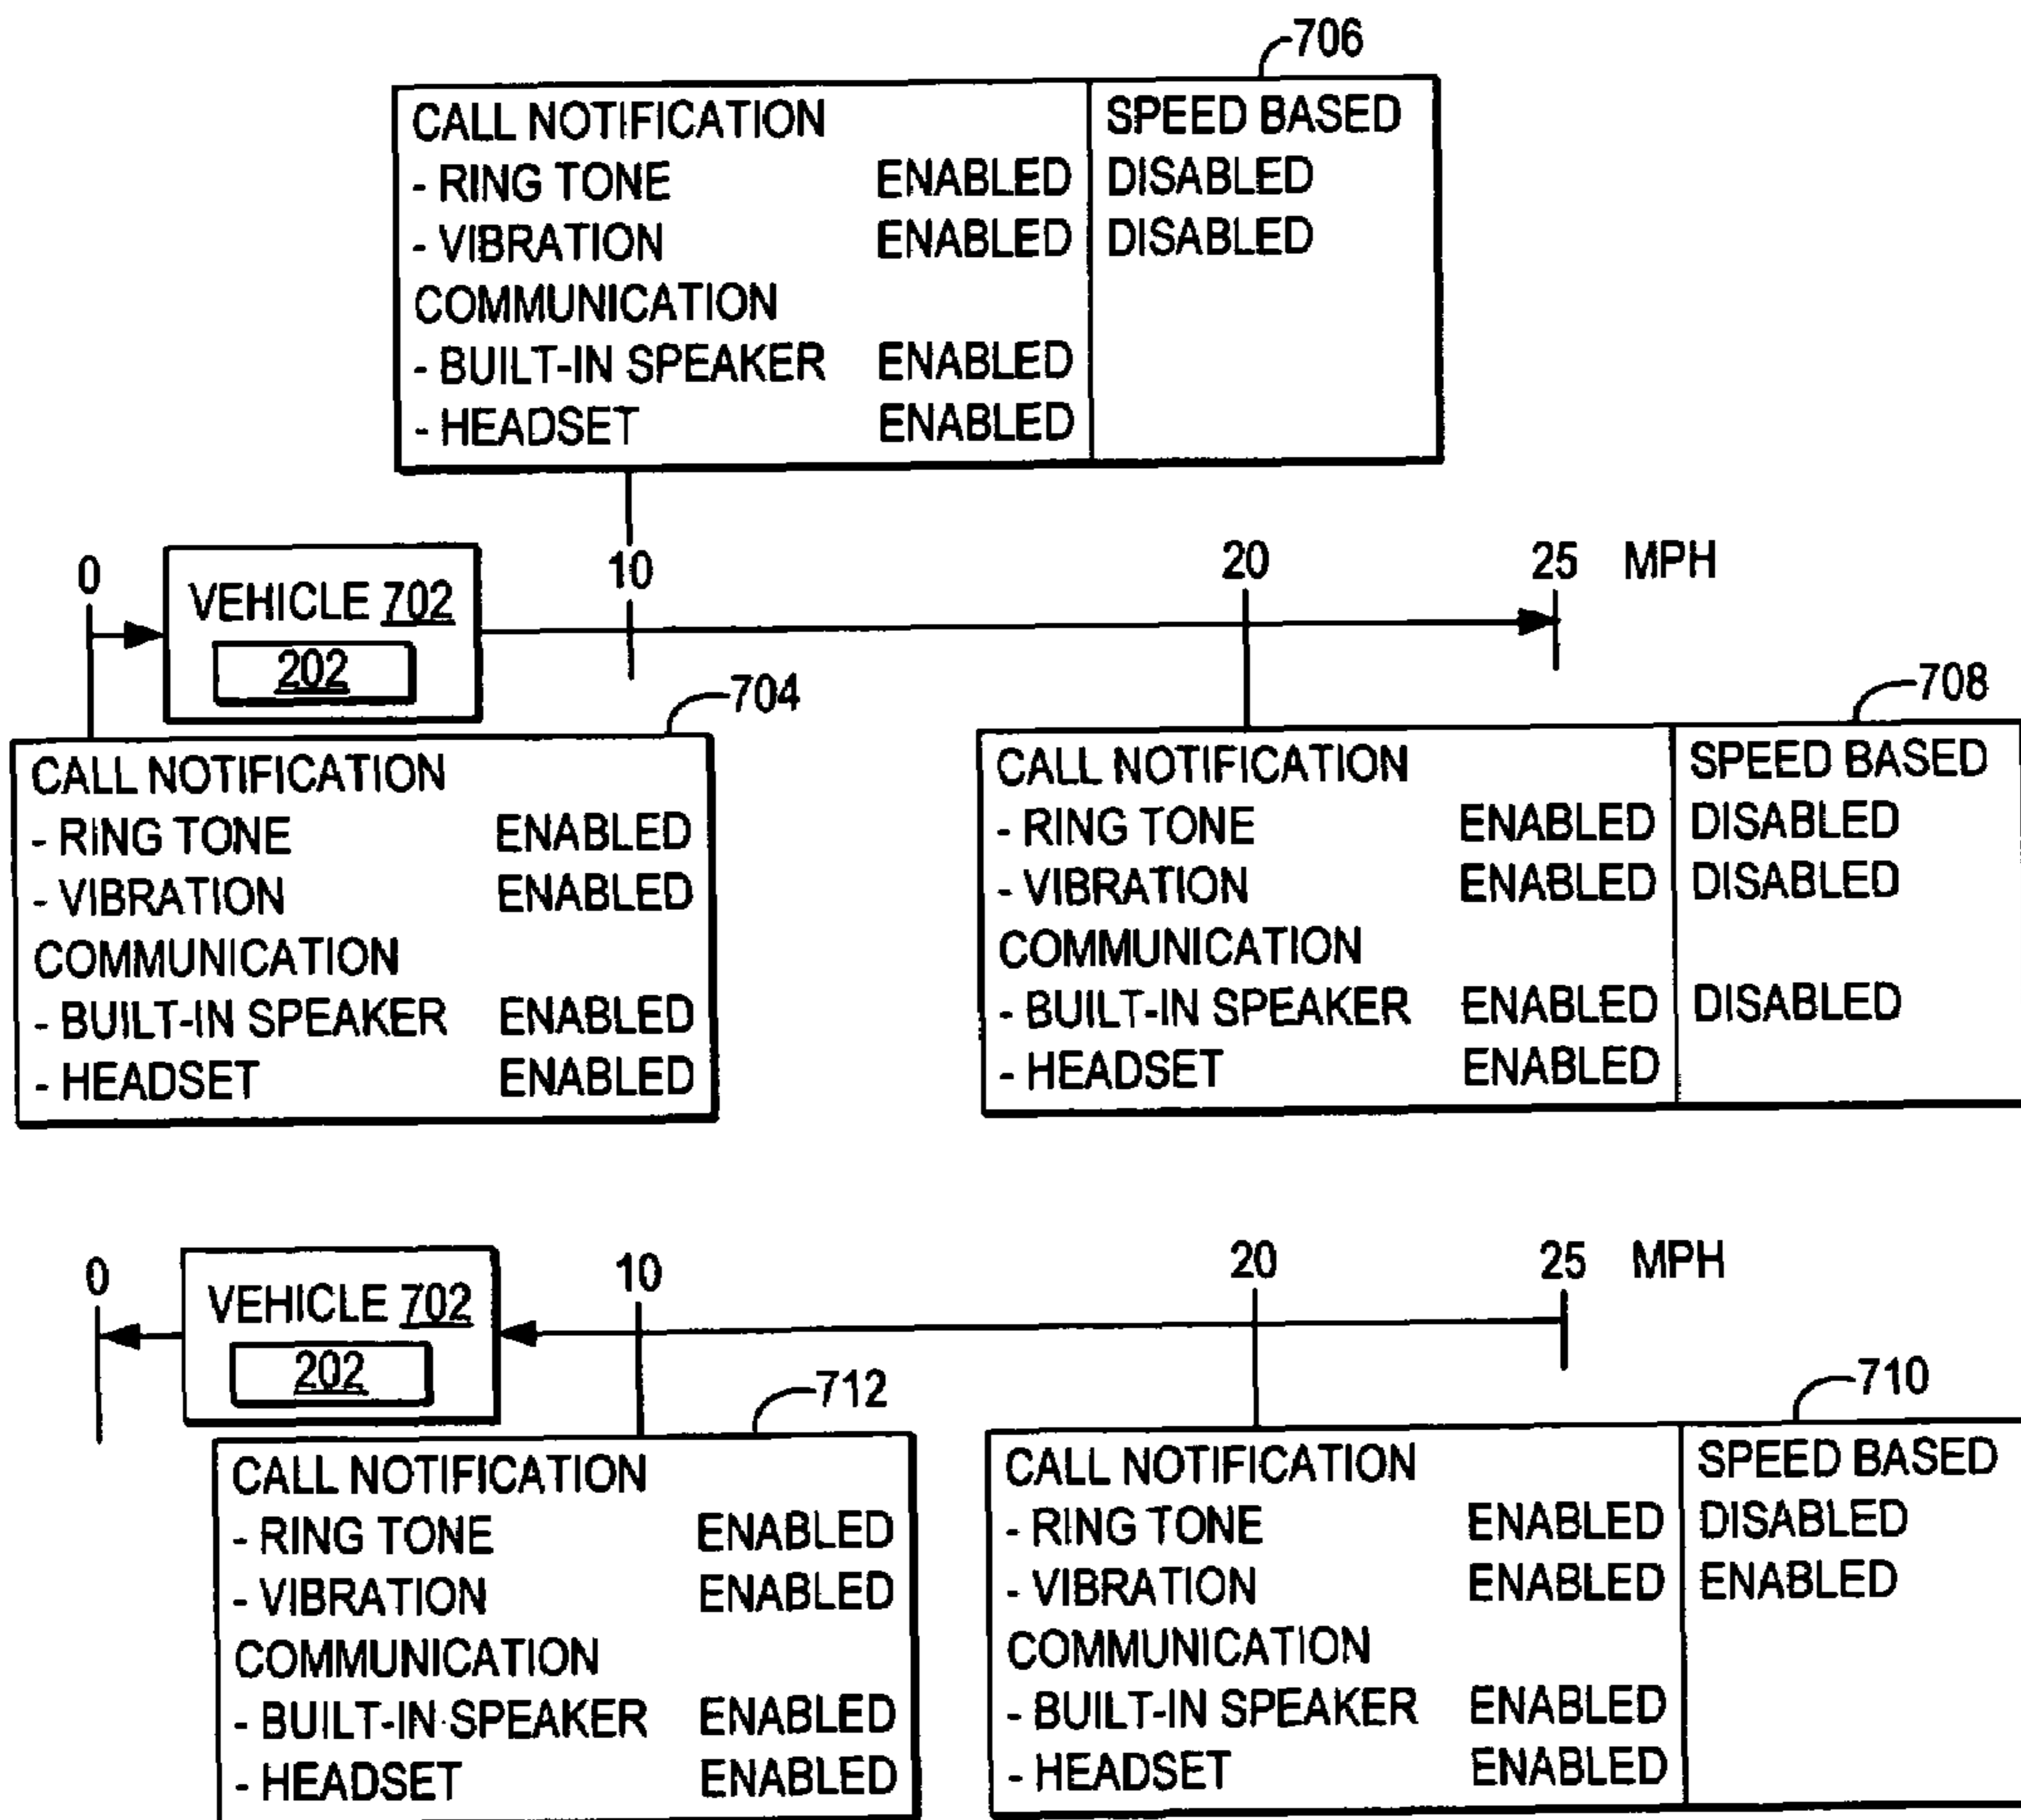 706
CALL NOTIFICATION SPEED BASED
- RING TONE ENABLED DISABLED
- VIBRATION ENABLED DISABLED
COMMUNICATION
- BUILT-IN SPEAKER ENABLED
- HEADSET ENABLED
0 10 20 25 MPH
VEHICLE 702
202
704
CALL NOTIFICATION
- RING TONE ENABLED
- VIBRATION ENABLED
COMMUNICATION
- BUILT-IN SPEAKER ENABLED
- HEADSET ENABLED
708
CALL NOTIFICATION SPEED BASED
- RING TONE ENABLED DISABLED
- VIBRATION ENABLED DISABLED
COMMUNICATION
- BUILT-IN SPEAKER ENABLED DISABLED
- HEADSET ENABLED
0 10 20 25 MPH
VEHICLE 702
202
712
CALL NOTIFICATION
- RING TONE ENABLED
- VIBRATION ENABLED
COMMUNICATION
- BUILT-IN SPEAKER ENABLED
- HEADSET ENABLED
710
CALL NOTIFICATION SPEED BASED
- RING TONE ENABLED DISABLED
- VIBRATION ENABLED ENABLED
COMMUNICATION
- BUILT-IN SPEAKER ENABLED
- HEADSET ENABLED